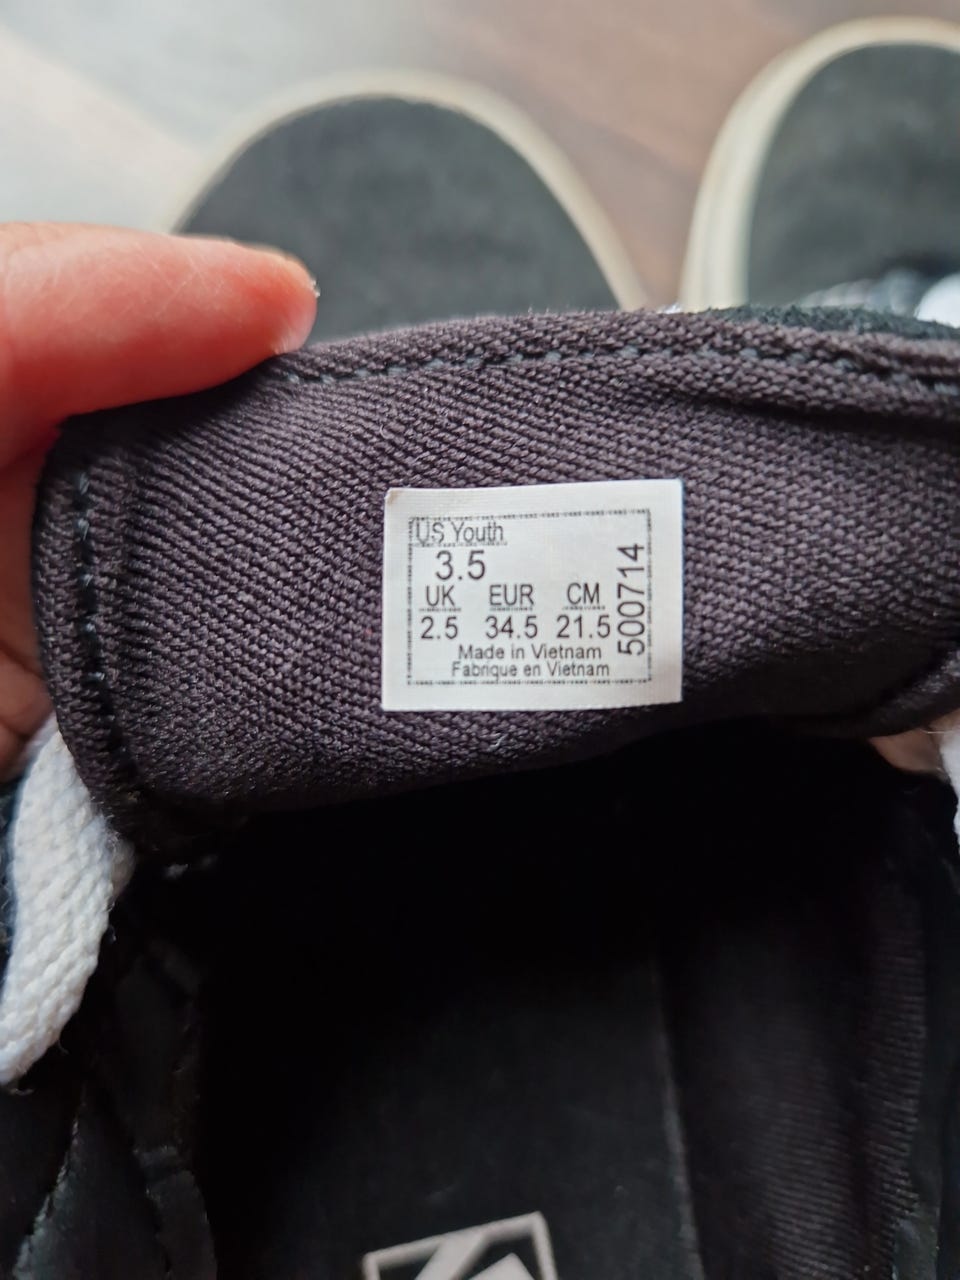 US Youth
3.5
UK EUR CM
2.5 34.5 21.5
Made in Vietnam
Fabrique en Vietnam
500714